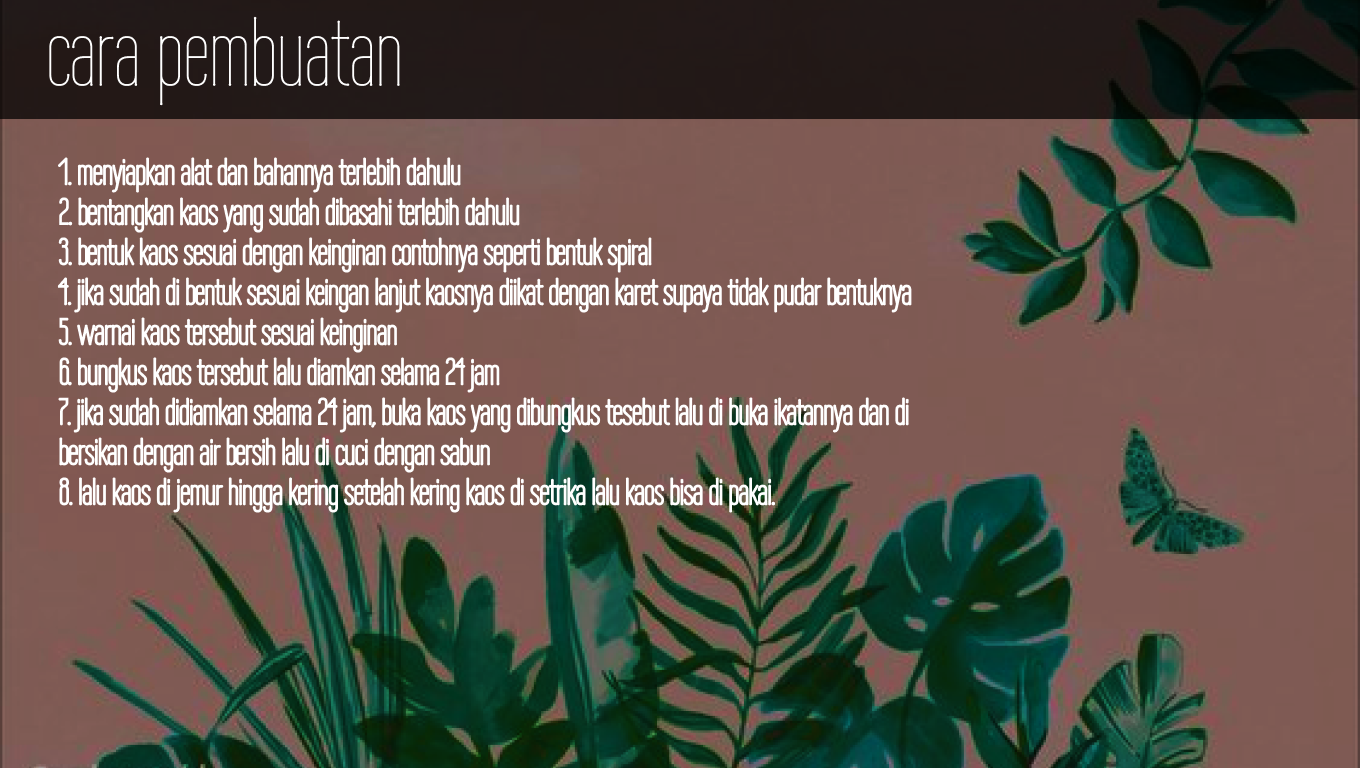 cara pembuatan
1. menyiapkan alat dan bahannya terlebih dahulu
2. bentangkan kaos yang sudah dibasahi terlebih dahulu
3. bentuk kaos sesuai dengan keinginan contohnya seperti bentuk spiral
4. jika sudah di bentuk sesuai keingan lanjut kaosnya diikat dengan karet supaya tidak pudar bentuknya
5. warnai kaos tersebut sesuai keinginan
6. bungkus kaos tersebut lalu diamkan selama 24 jam
7. jika sudah didiamkan selama 24 jam, buka kaos yang dibungkus tesebut lalu di buka ikatannya dan di
bersikan dengan air bersih lalu di cuci dengan sabun
8. lalu kaos di jemur hingga kering setelah kering kaos di setrika lalu kaos bisa di pakai.